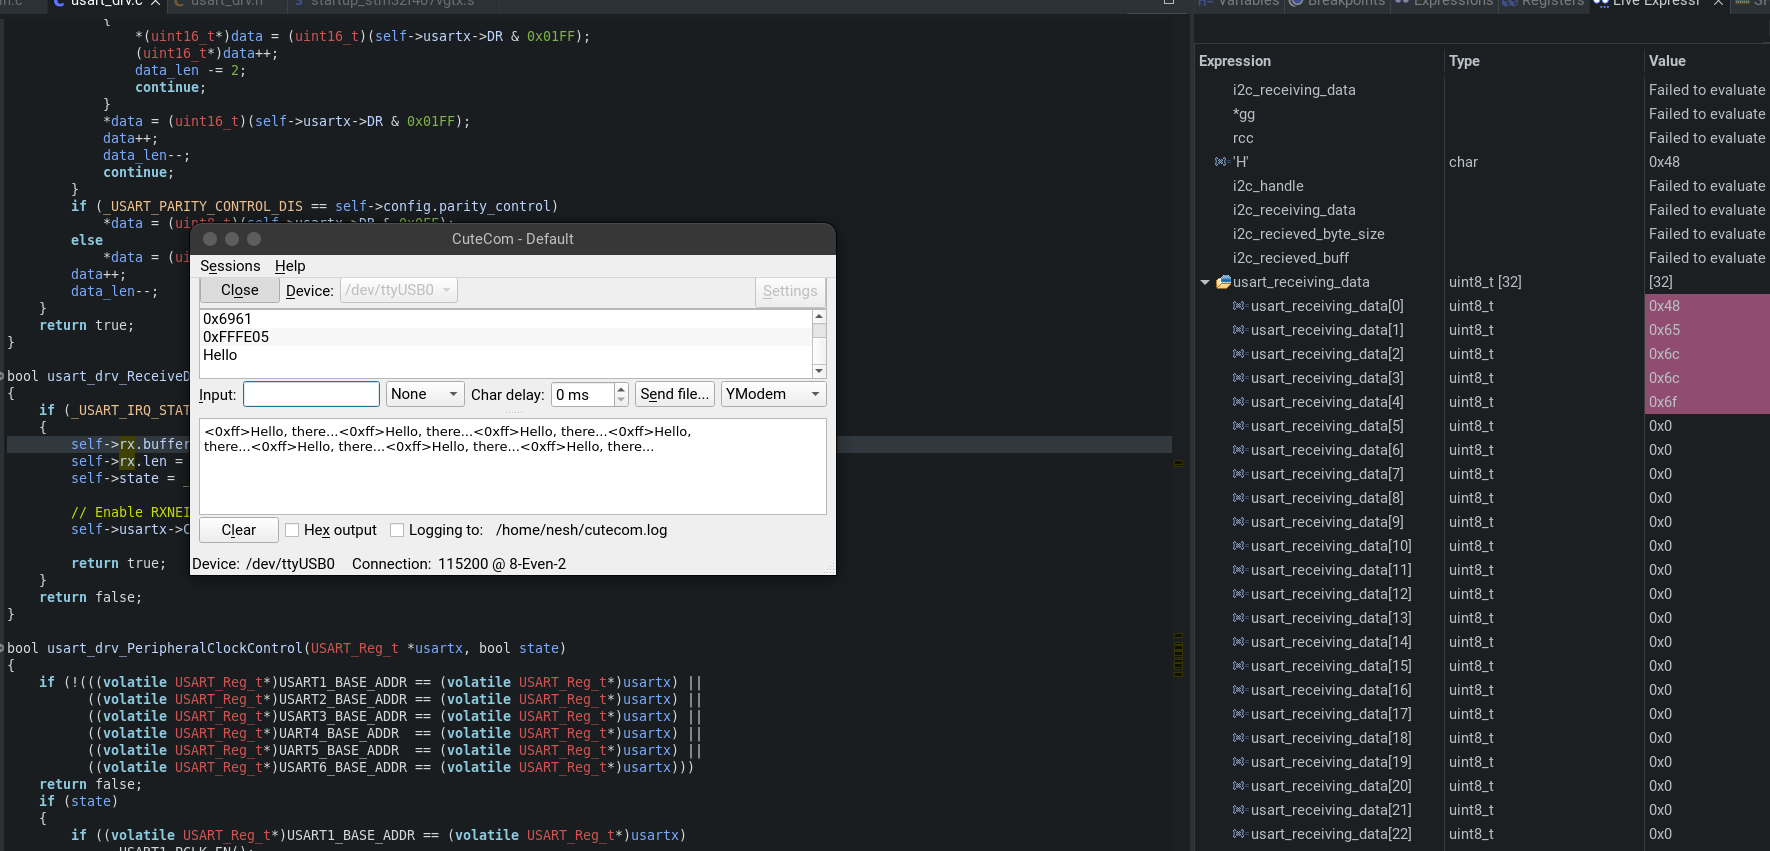 n.c
usart_drv.c
usart_drv.h
startup_stm32f407vgtx.s
}
*(uint16_t*)data = (uint16_t)(self->usartx->DR & 0x01FF);
(uint16_t*)data++;
data_len -= 2;
continue;
}
*data = (uint16_t)(self->usartx->DR & 0x01FF);
data++;
data_len--;
continue;
}
if (_USART_PARITY_CONTROL_DIS == self->config.parity_control)
*data = (uint8_t)(self->usartx->DR & 0x0FF);
else
*data = (ui
data++;
data_len--;
}
return true;
}
bool usart_drv_ReceiveD
{
if (_USART_IRQ_STAT
{
self->rx.buffer
self->rx.len =
self->state = _
// Enable RXNEI
self->usartx->C
return true;
}
return false;
}
bool usart_drv_PeripheralClockControl(USART_Reg_t *usartx, bool state)
{
if (!(((volatile USART_Reg_t*)USART1_BASE_ADDR == (volatile USART_Reg_t*)usartx) ||
((volatile USART_Reg_t*)USART2_BASE_ADDR == (volatile USART_Reg_t*)usartx) ||
((volatile USART_Reg_t*)USART3_BASE_ADDR == (volatile USART_Reg_t*)usartx) ||
((volatile USART_Reg_t*)UART4_BASE_ADDR  == (volatile USART_Reg_t*)usartx) ||
((volatile USART_Reg_t*)UART5_BASE_ADDR  == (volatile USART_Reg_t*)usartx) ||
((volatile USART_Reg_t*)USART6_BASE_ADDR == (volatile USART_Reg_t*)usartx)))
return false;
if (state)
{
if ((volatile USART_Reg_t*)USART1_BASE_ADDR == (volatile USART_Reg_t*)usartx)
USART1_PCLK_EN();
CuteCom - Default
Sessions Help
Close Device: /dev/ttyUSB0 Settings
0x6961
0xFFFE05
Hello
Input: None Char delay: 0 ms Send file... YModem
<0xff>Hello, there...<0xff>Hello, there...<0xff>Hello, there...<0xff>Hello,
there...<0xff>Hello, there...<0xff>Hello, there...<0xff>Hello, there...
Clear Hex output Logging to: /home/nesh/cutecom.log
Device: /dev/ttyUSB0 Connection: 115200 @ 8-Even-2
Variables Breakpoints Expressions Registers Live Expressi
Expression Type Value
i2c_receiving_data Failed to evaluate
*gg Failed to evaluate
rcc Failed to evaluate
'H' char 0x48
i2c_handle Failed to evaluate
i2c_receiving_data Failed to evaluate
i2c_recieved_byte_size Failed to evaluate
i2c_recieved_buff Failed to evaluate
usart_receiving_data uint8_t [32] [32]
usart_receiving_data[0] uint8_t 0x48
usart_receiving_data[1] uint8_t 0x65
usart_receiving_data[2] uint8_t 0x6c
usart_receiving_data[3] uint8_t 0x6c
usart_receiving_data[4] uint8_t 0x6f
usart_receiving_data[5] uint8_t 0x0
usart_receiving_data[6] uint8_t 0x0
usart_receiving_data[7] uint8_t 0x0
usart_receiving_data[8] uint8_t 0x0
usart_receiving_data[9] uint8_t 0x0
usart_receiving_data[10] uint8_t 0x0
usart_receiving_data[11] uint8_t 0x0
usart_receiving_data[12] uint8_t 0x0
usart_receiving_data[13] uint8_t 0x0
usart_receiving_data[14] uint8_t 0x0
usart_receiving_data[15] uint8_t 0x0
usart_receiving_data[16] uint8_t 0x0
usart_receiving_data[17] uint8_t 0x0
usart_receiving_data[18] uint8_t 0x0
usart_receiving_data[19] uint8_t 0x0
usart_receiving_data[20] uint8_t 0x0
usart_receiving_data[21] uint8_t 0x0
usart_receiving_data[22] uint8_t 0x0